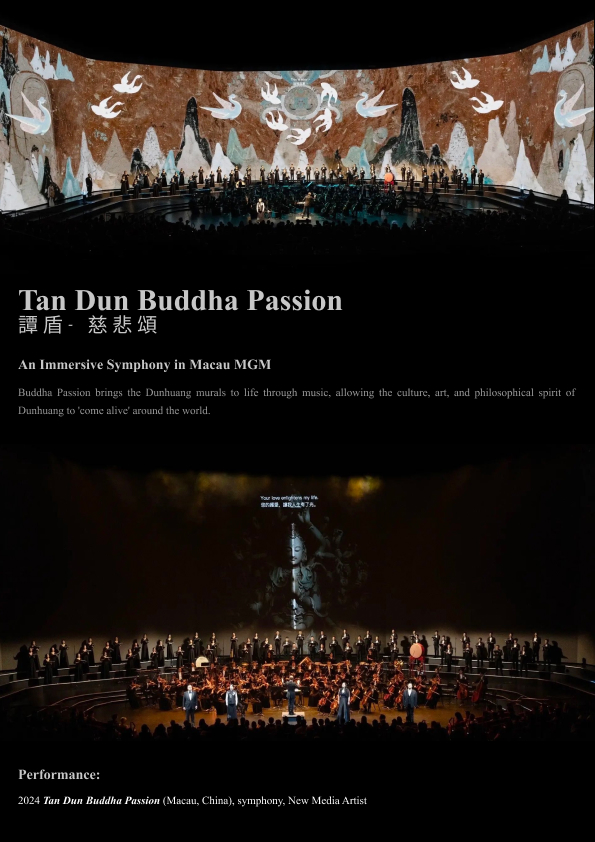 Tan Dun Buddha Passion
譚盾- 慈悲頌
An Immersive Symphony in Macau MGM
Buddha Passion brings the Dunhuang murals to life through music, allowing the culture, art, and philosophical spirit of
Dunhuang to 'come alive' around the world.
Your love enlightens my life.
Performance:
2024 Tan Dun Buddha Passion (Macau, China), symphony, New Media Artist